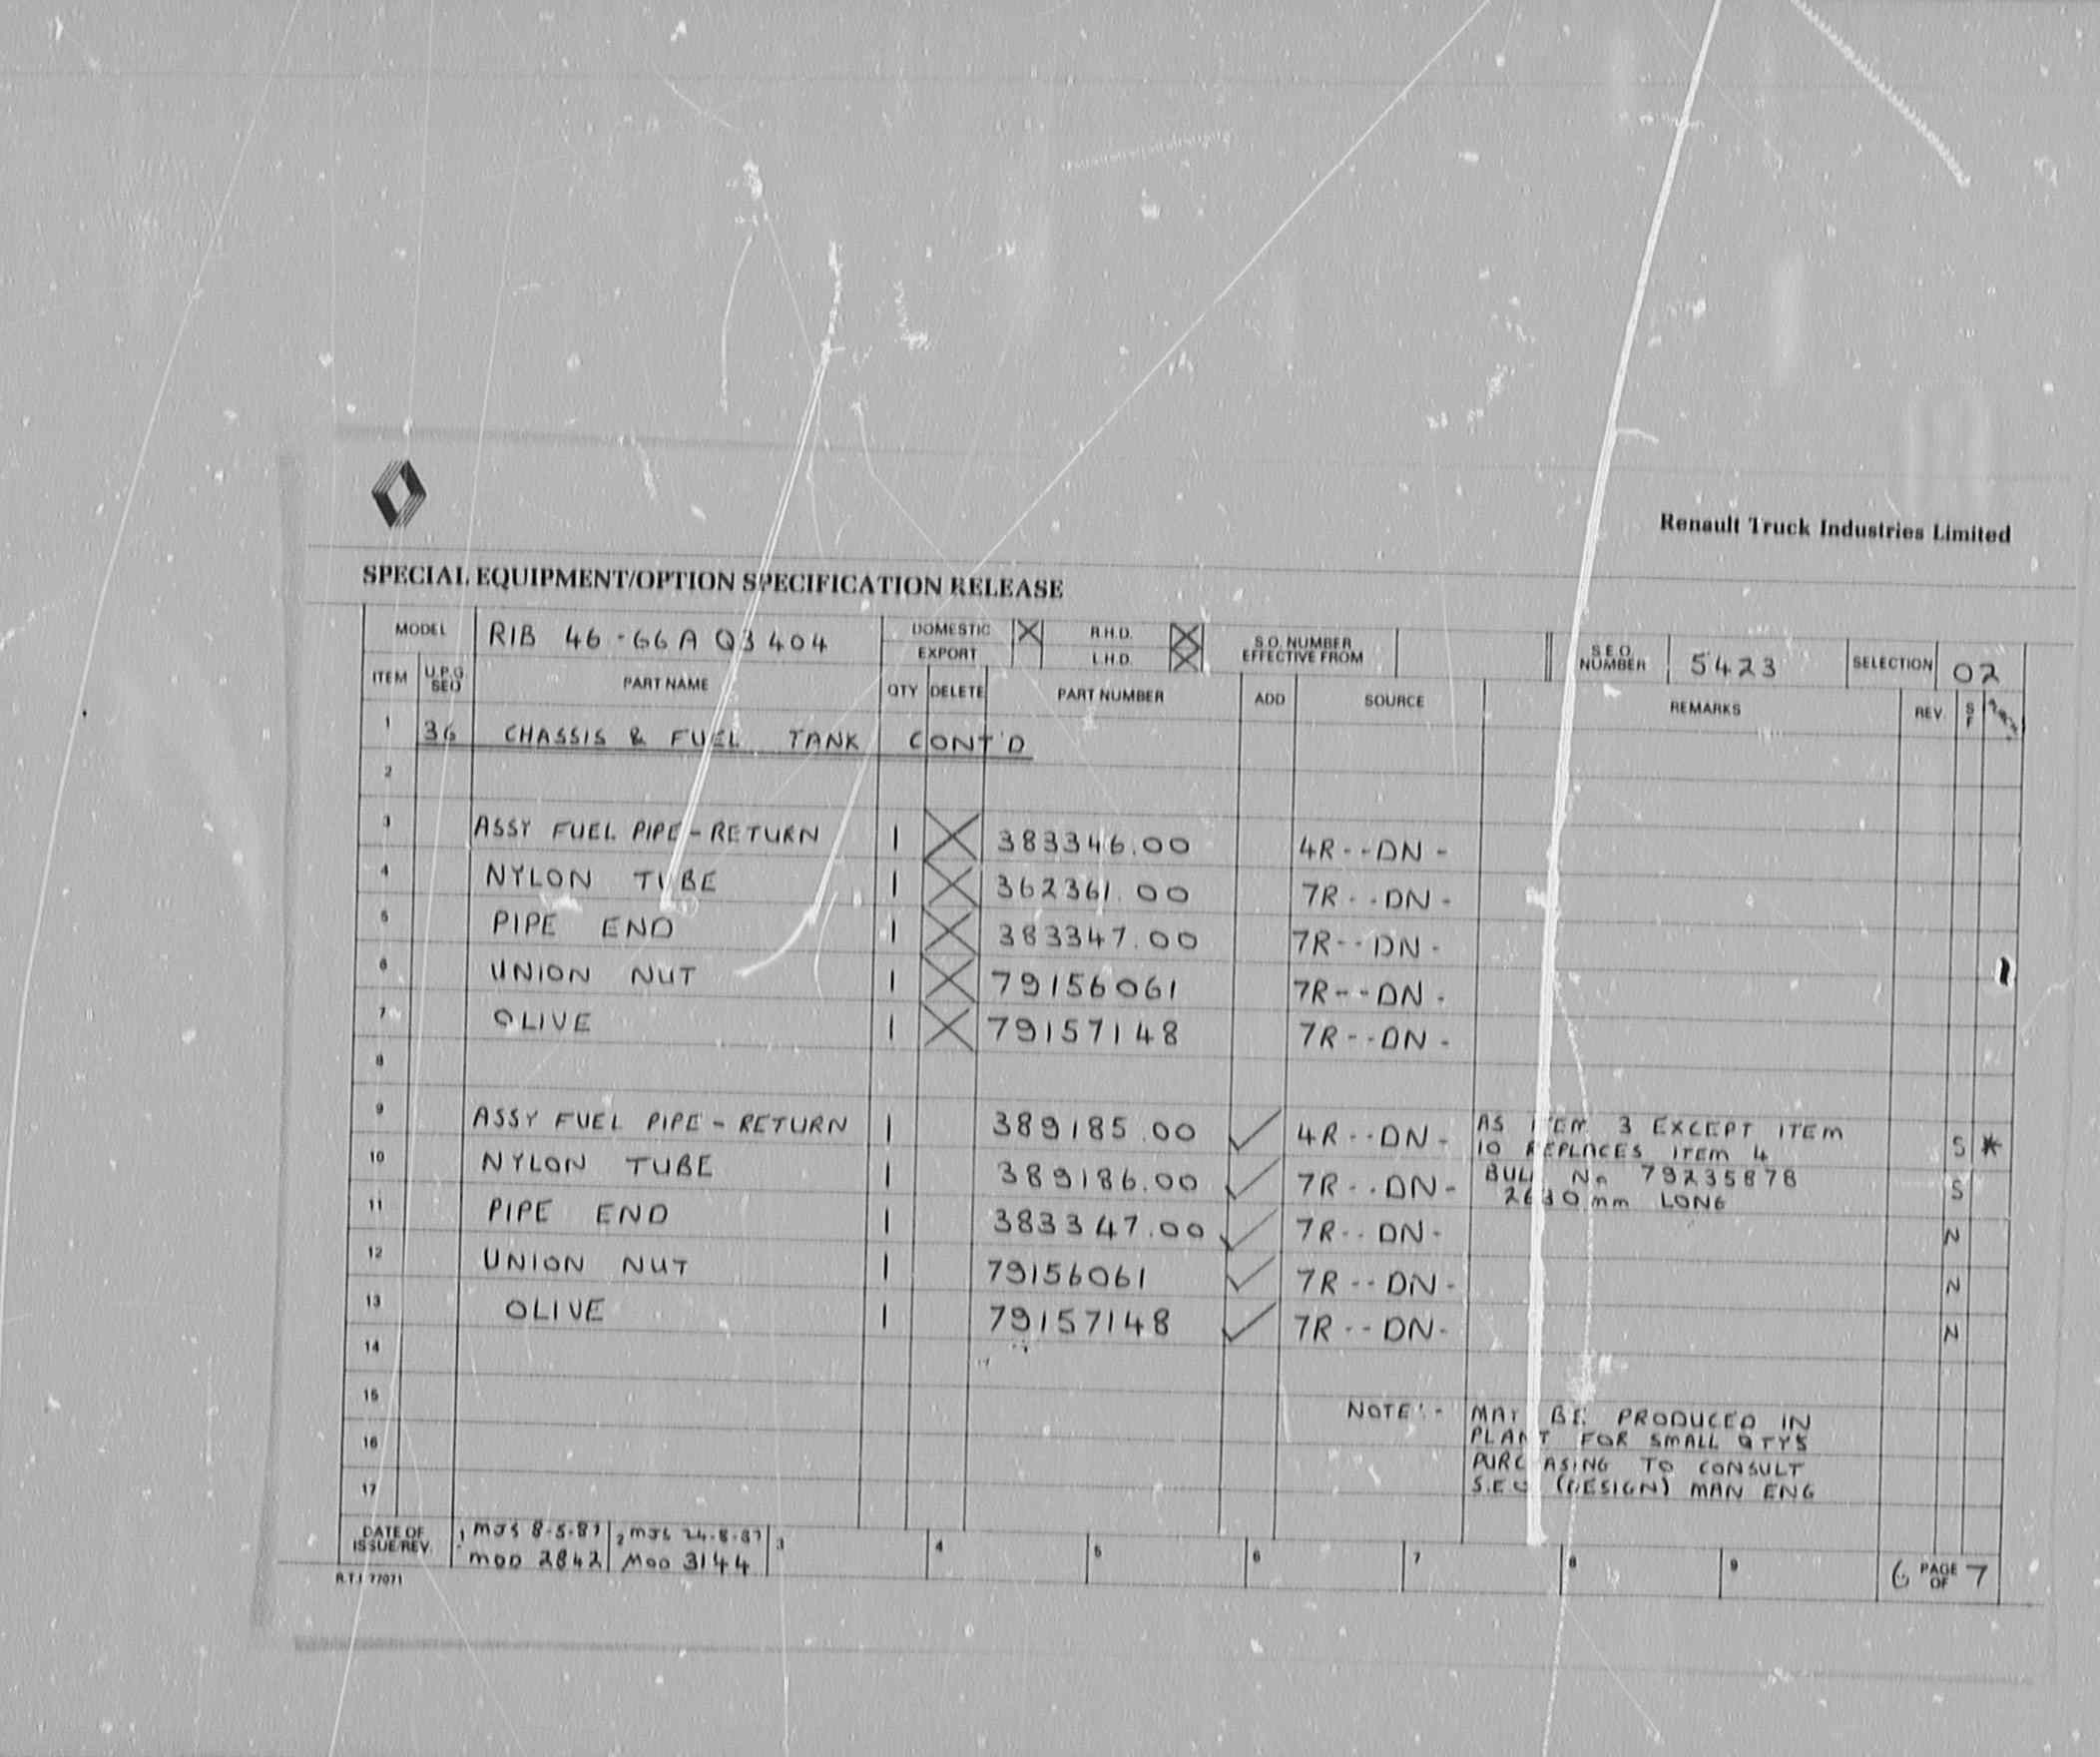 Renault Truck Industries Limited
SPECIAL EQUIPMENT/OPTION SPECIFICATION RELEASE
MODEL RIB 46-66A Q3 404 DOMESTIC X R.H.D. X S.O. NUMBER EFFECTIVE FROM S.E.O. NUMBER 5423 SELECTION 02
EXPORT L.H.D. X
ITEM U.P.G SEQ PART NAME QTY DELETE PART NUMBER ADD SOURCE REMARKS REV. S F
1 36 CHASSIS & FUEL TANK CONT'D
2
3 ASSY FUEL PIPE-RETURN 1 X 383346.00 4R--DN-
4 NYLON TUBE 1 X 362361.00 7R--DN-
5 PIPE END 1 X 383347.00 7R--DN-
6 UNION NUT 1 X 79156061 7R--DN-
7 OLIVE 1 X 79157148 7R--DN-
8
9 ASSY FUEL PIPE-RETURN 1 389185.00 ✓ 4R--DN- AS ITEM 3 EXCEPT ITEM S *
10 REPLACES ITEM 4
10 NYLON TUBE 1 389186.00 ✓ 7R--DN- BULK No 79235878 S
mm LONG
11 PIPE END 1 383347.00 ✓ 7R--DN- N
12 UNION NUT 1 79156061 ✓ 7R--DN- N
13 OLIVE 1 79157148 ✓ 7R--DN- N
14
15 NOTE:- MAY BE PRODUCED IN
16 PLANT FOR SMALL QTYS
PURCHASING TO CONSULT
17 S.E.O (DESIGN) MAN ENG
DATE OF ISSUE/REV. 1 MJS 8-5-87 2 MJS 24-8-87 3 4 5 6 7 8 9 6 PAGE OF 7
MOD 2842 MOD 3144
R.T.I 77071